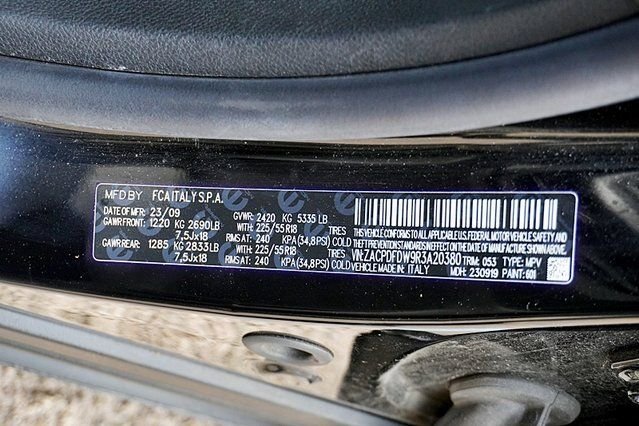 MFD BY FCA ITALY S.P.A.
DATE OF MFR: 23/09 GVWR: 2420 KG 5335 LB
GAWR FRONT: 1220 KG 2690LB WITH: 225/55 R18 TIRES
7,5Jx18 RIMS AT: 240 KPA (34,8PSI) COLD
GAWR REAR: 1285 KG 2833LB WITH: 225/55 R18 TIRES
7,5Jx18 RIMS AT: 240 KPA (34,8PSI) COLD
THIS VEHICLE CONFORMS TO ALL APPLICABLE U.S. FEDERAL MOTOR VEHICLE SAFETY AND
THEFT PREVENTION STANDARDS IN EFFECT ON THE DATE OF MANUFACTURE SHOWN ABOVE.
VIN: ZACPDFDW9R3A20380 TRIM: 053 TYPE: MPV
VEHICLE MADE IN: ITALY MDH: 230919 PAINT: 601